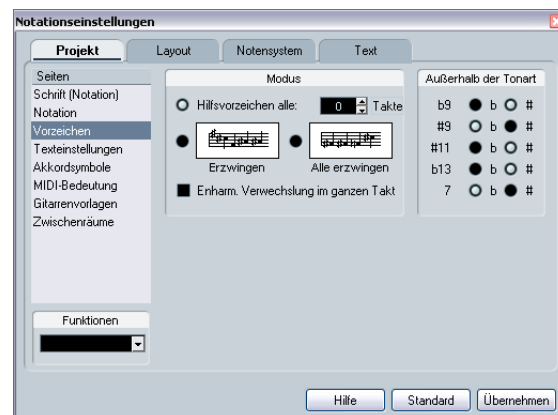 Notationseinstellungen
Projekt Layout Notensystem Text
Seiten
Schrift (Notation)
Notation
Vorzeichen
Texteinstellungen
Akkordsymbole
MIDI-Bedeutung
Gitarrenvorlagen
Zwischenräume
Funktionen
Modus
Hilfsvorzeichen alle: 0 Takte
Erzwingen Alle erzwingen
Enharm. Verwechslung im ganzen Takt
Außerhalb der Tonart
b9 b #
#9 b #
#11 b #
b13 b #
7 b #
Hilfe Standard Übernehmen